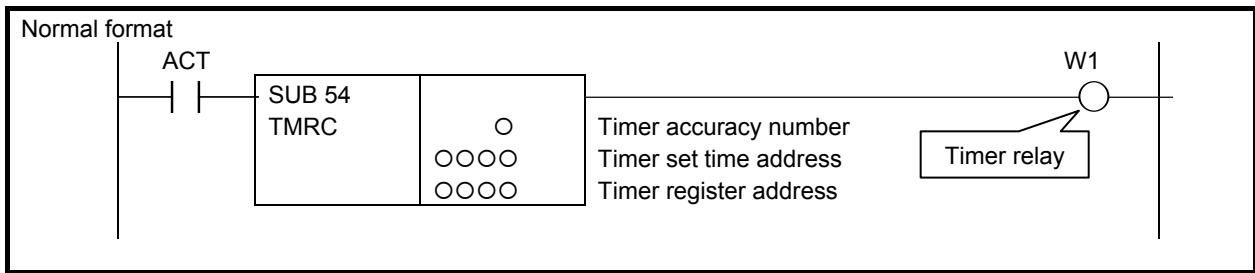 Normal format
ACT
W1
SUB 54
TMRC
○ Timer accuracy number
○○○○ Timer set time address
○○○○ Timer register address
Timer relay